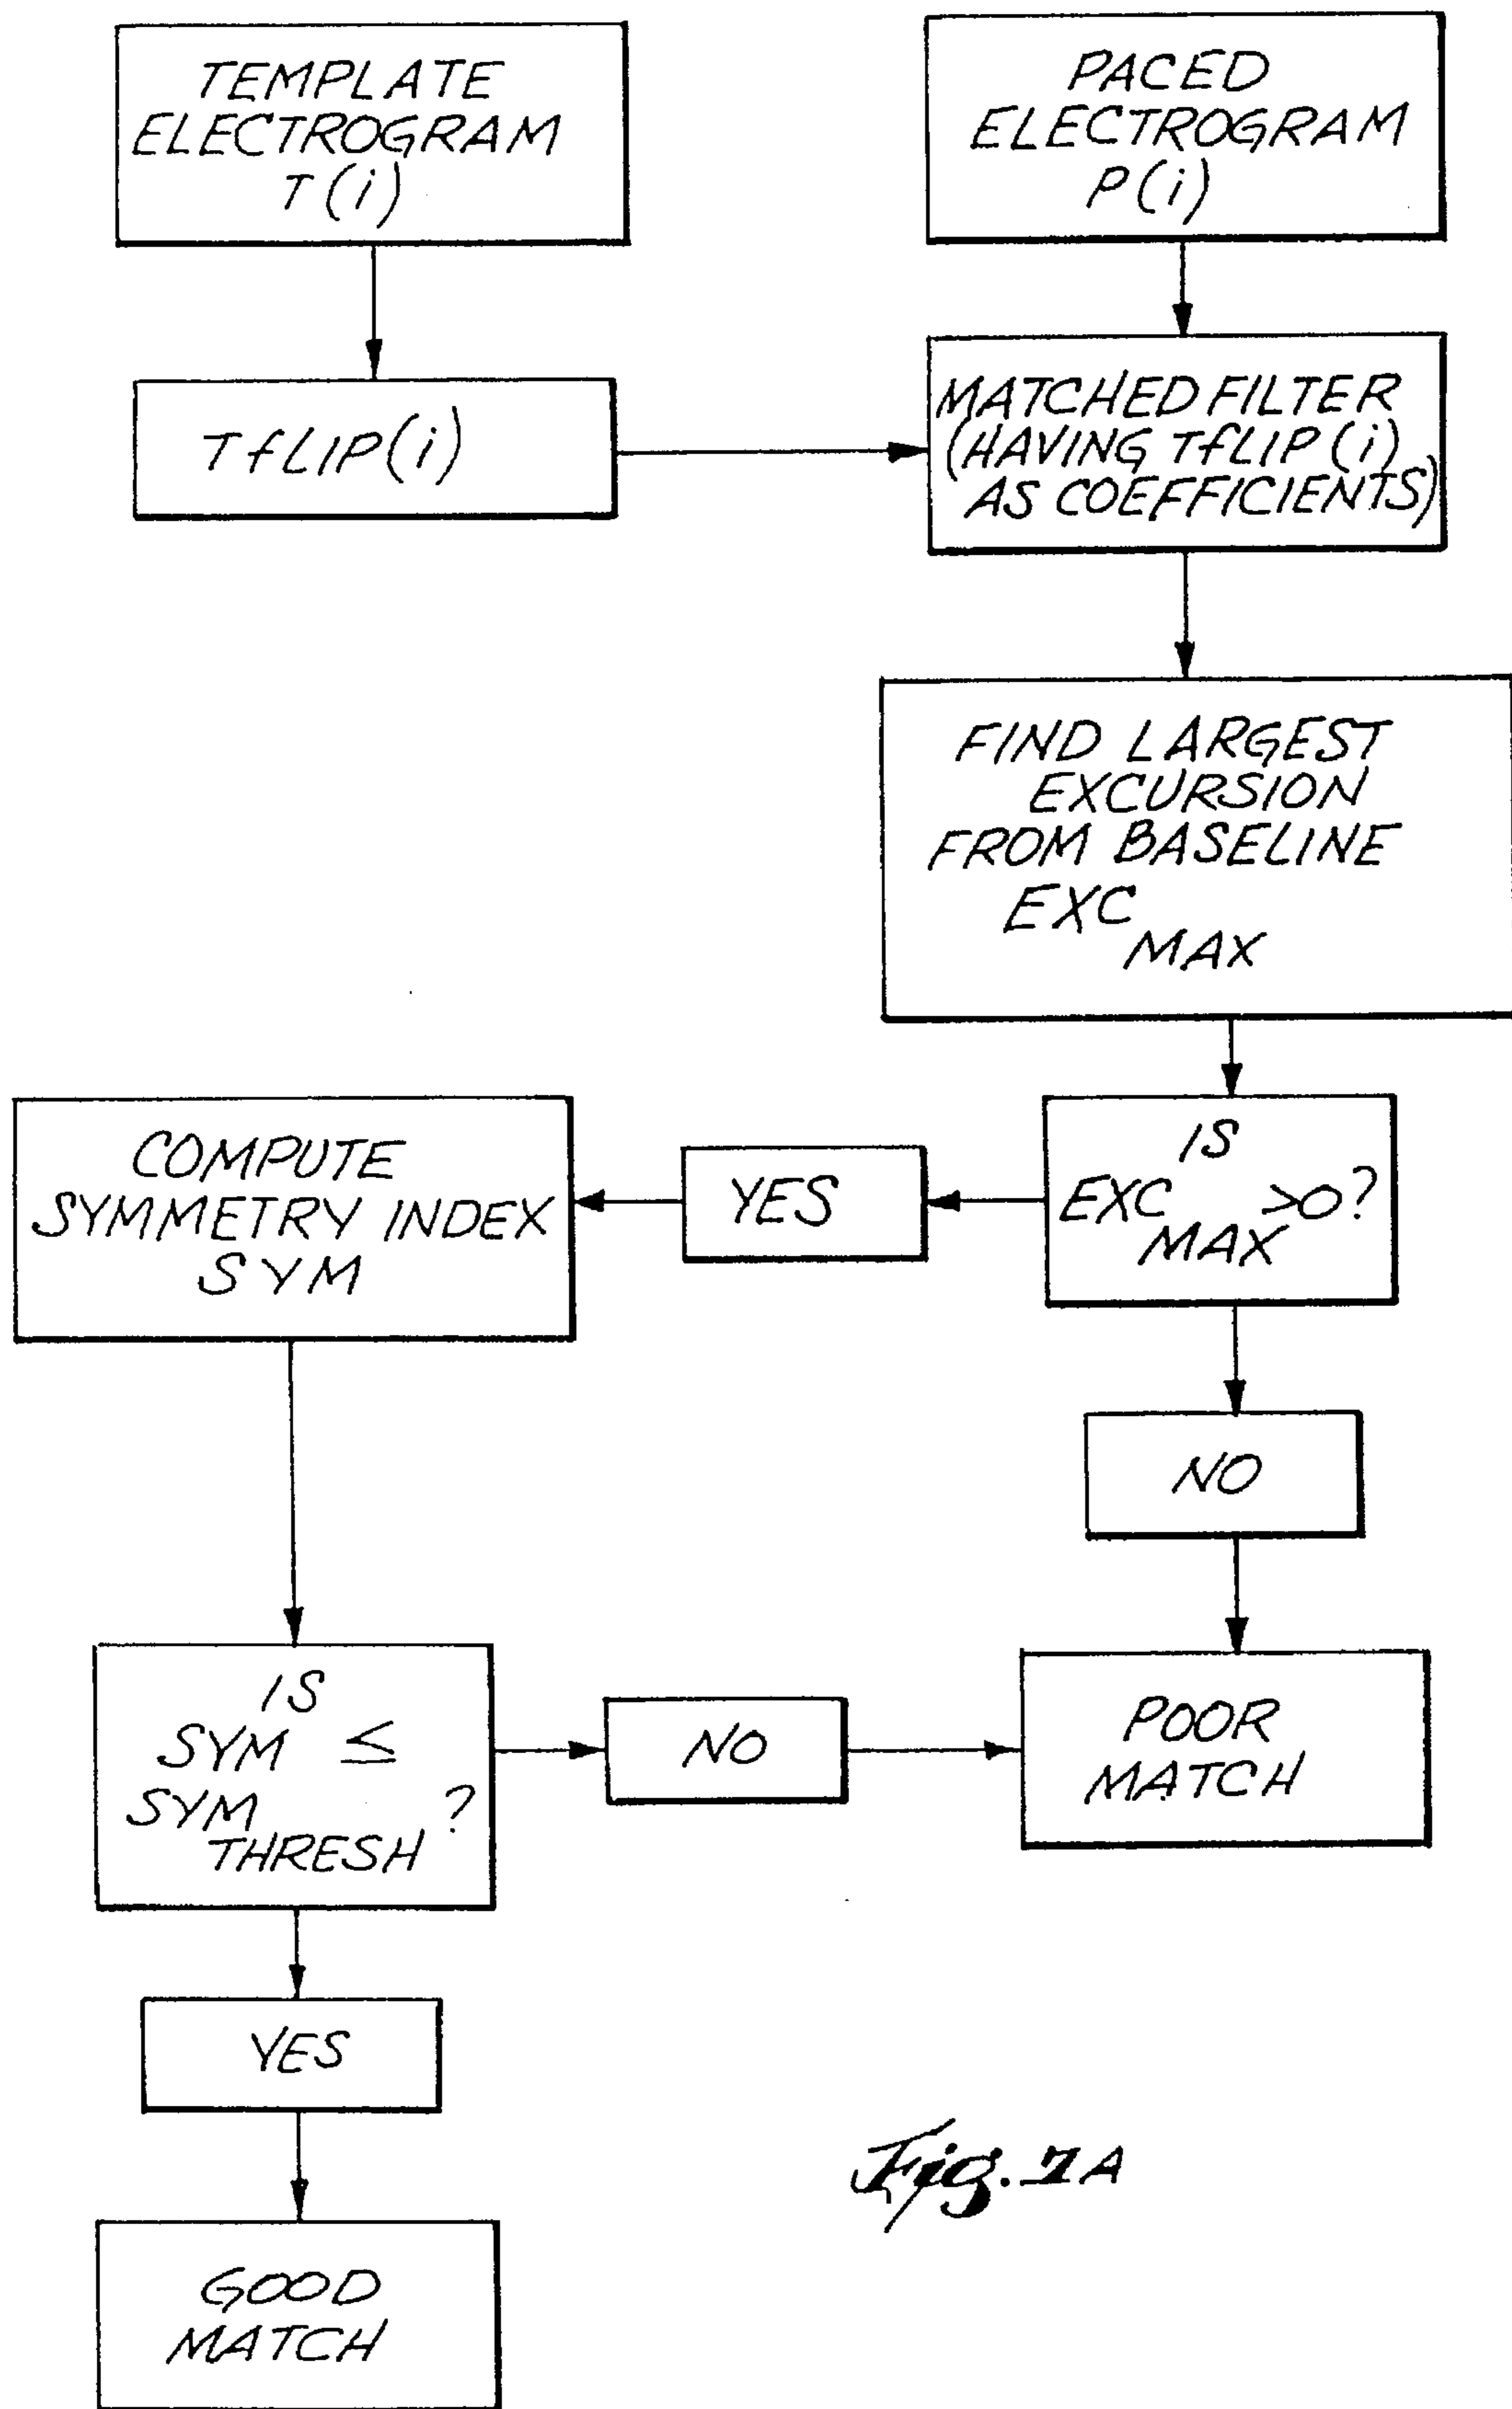 TEMPLATE
ELECTROGRAM
T(i)
PACED
ELECTROGRAM
P(i)
TfLIP(i)
MATCHED FILTER
(HAVING TfLIP(i)
AS COEFFICIENTS)
FIND LARGEST
EXCURSION
FROM BASELINE
EXC
MAX
IS
EXC >0?
MAX
YES
COMPUTE
SYMMETRY INDEX
SYM
NO
IS
SYM ≤
SYM ?
THRESH
NO
POOR
MATCH
YES
GOOD
MATCH
Fig. 7A